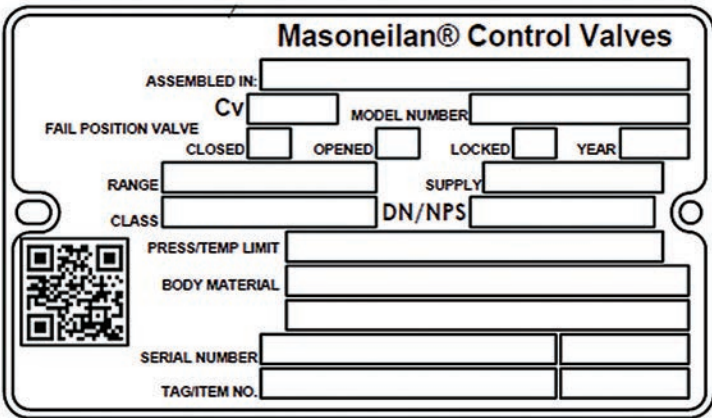 Masoneilan® Control Valves
ASSEMBLED IN:
Cv MODEL NUMBER
FAIL POSITION VALVE
CLOSED OPENED LOCKED YEAR
RANGE SUPPLY
CLASS DN/NPS
PRESS/TEMP LIMIT
BODY MATERIAL
SERIAL NUMBER
TAG/ITEM NO.